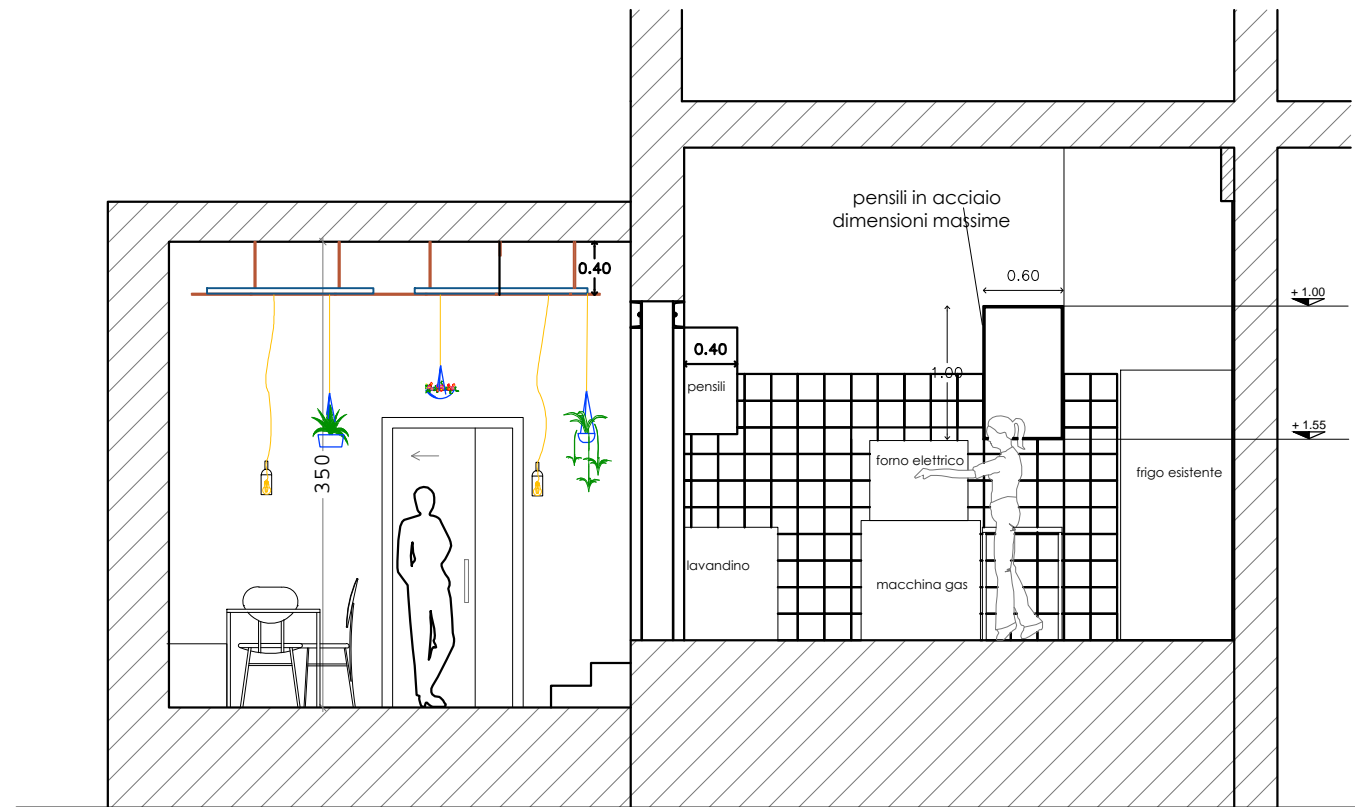 pensili in acciaio
dimensioni massime
0.60
0.40
+ 1.00
0.40
1.00
pensili
+ 1.55
forno elettrico
350
frigo esistente
lavandino
macchina gas